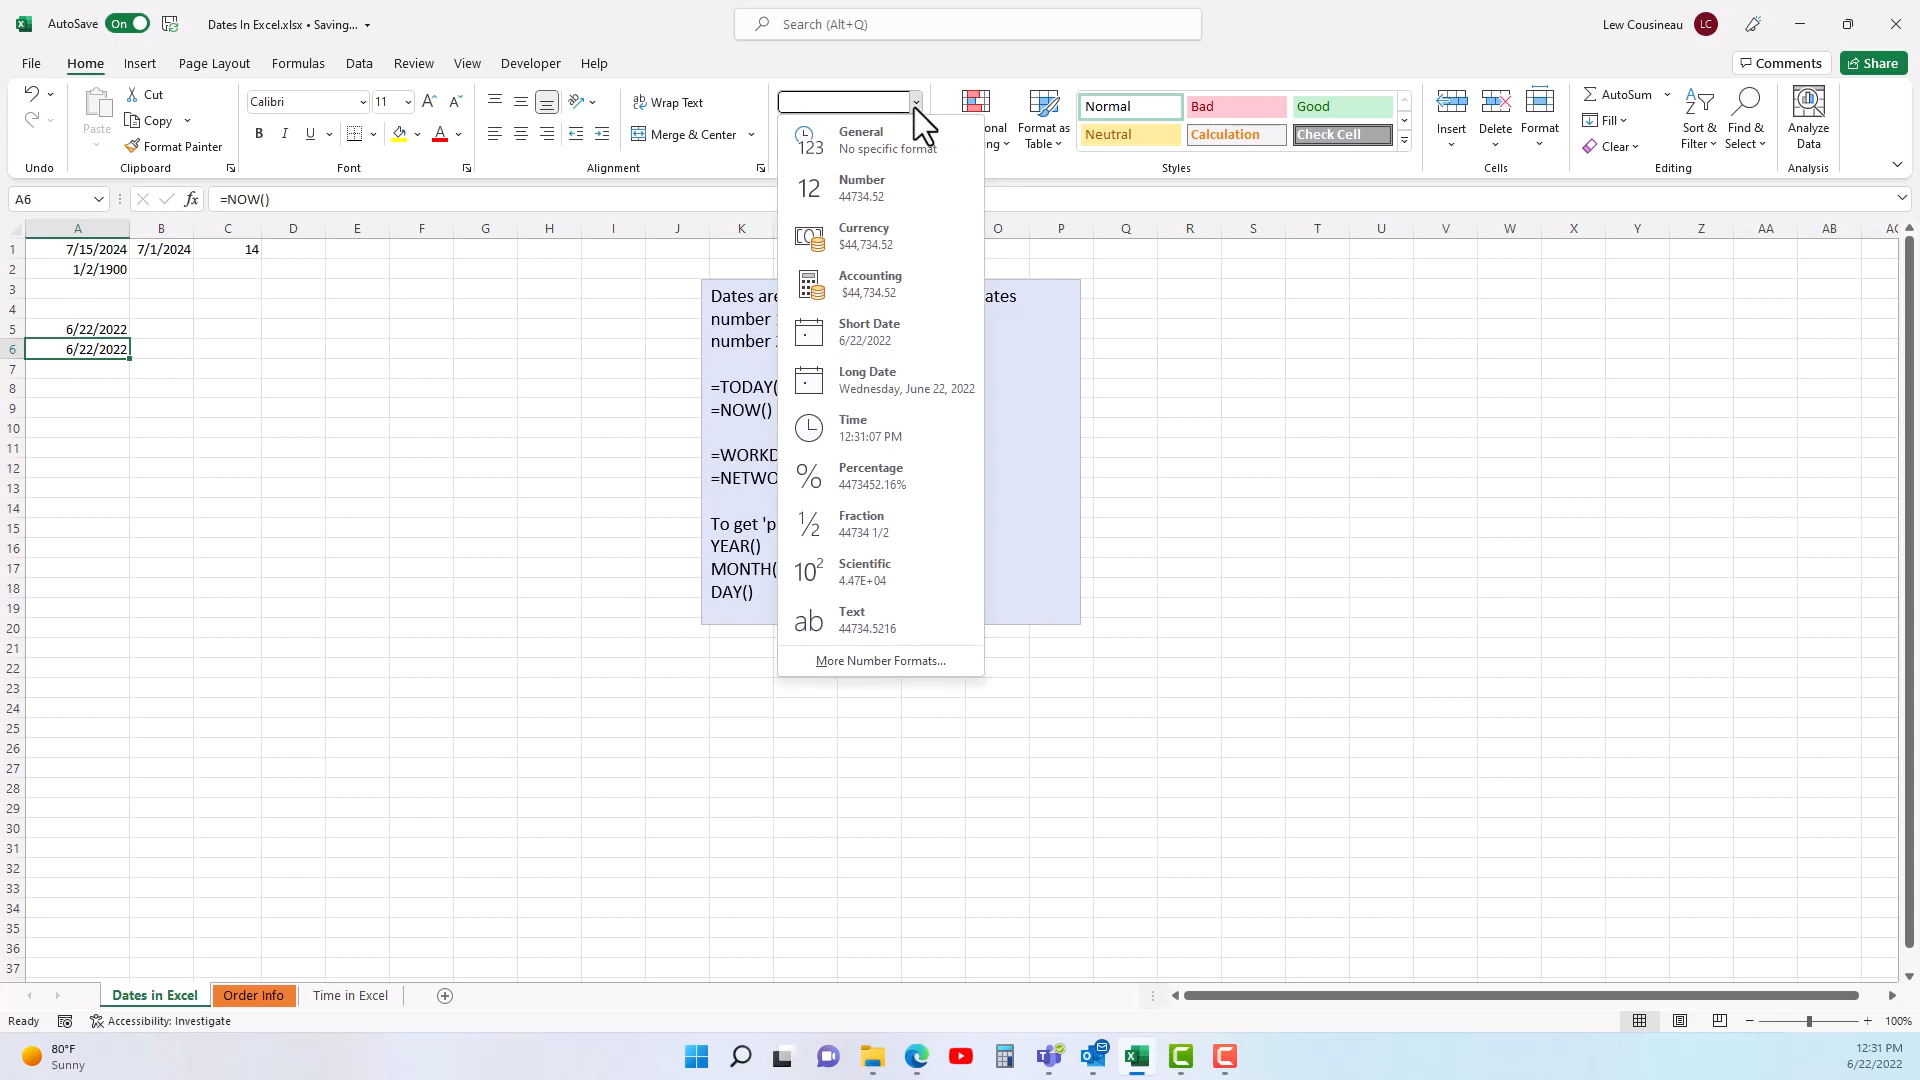 AutoSave On Dates In Excel.xlsx • Saving... Search (Alt+Q) Lew Cousineau LC
File Home Insert Page Layout Formulas Data Review View Developer Help Comments Share
Cut
Copy
Format Painter
Paste
Undo
Clipboard
Calibri 11
B I U A
Font
Wrap Text
Merge & Center
Alignment
Format as
Table
Normal Bad Good
Neutral Calculation Check Cell
Styles
Insert Delete Format
Cells
AutoSum
Fill
Clear
Sort &
Filter
Find &
Select
Editing
Analyze
Data
Analysis
A6 fx =NOW()
A B C D E F G H I J K O P Q R S T U V W X Y Z AA AB
1 7/15/2024 7/1/2024 14
2 1/2/1900
3
4
5 6/22/2022
6 6/22/2022
7
8
9
10
11
12
13
14
15
16
17
18
19
20
21
22
23
24
25
26
27
28
29
30
31
32
33
34
35
36
37
Dates are
number
number
=TODAY(
=NOW()
To get 'p
YEAR()
MONTH(
DAY()
123 General
No specific format
12 Number
44734.52
Currency
$44,734.52
Accounting
$44,734.52
Short Date
6/22/2022
Long Date
Wednesday, June 22, 2022
Time
12:31:07 PM
% Percentage
4473452.16%
½ Fraction
44734 1/2
10² Scientific
4.47E+04
ab Text
44734.5216
More Number Formats...
Dates in Excel Order Info Time in Excel
Ready Accessibility: Investigate 100%
80°F
Sunny
12:31 PM
6/22/2022